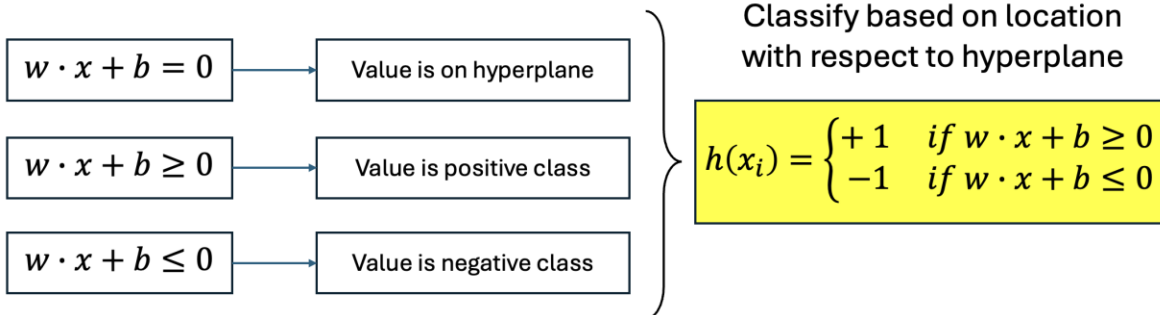 w · x + b = 0
Value is on hyperplane
w · x + b ≥ 0
Value is positive class
w · x + b ≤ 0
Value is negative class
Classify based on location
with respect to hyperplane
h(xᵢ) = { + 1 if w · x + b ≥ 0
−1 if w · x + b ≤ 0